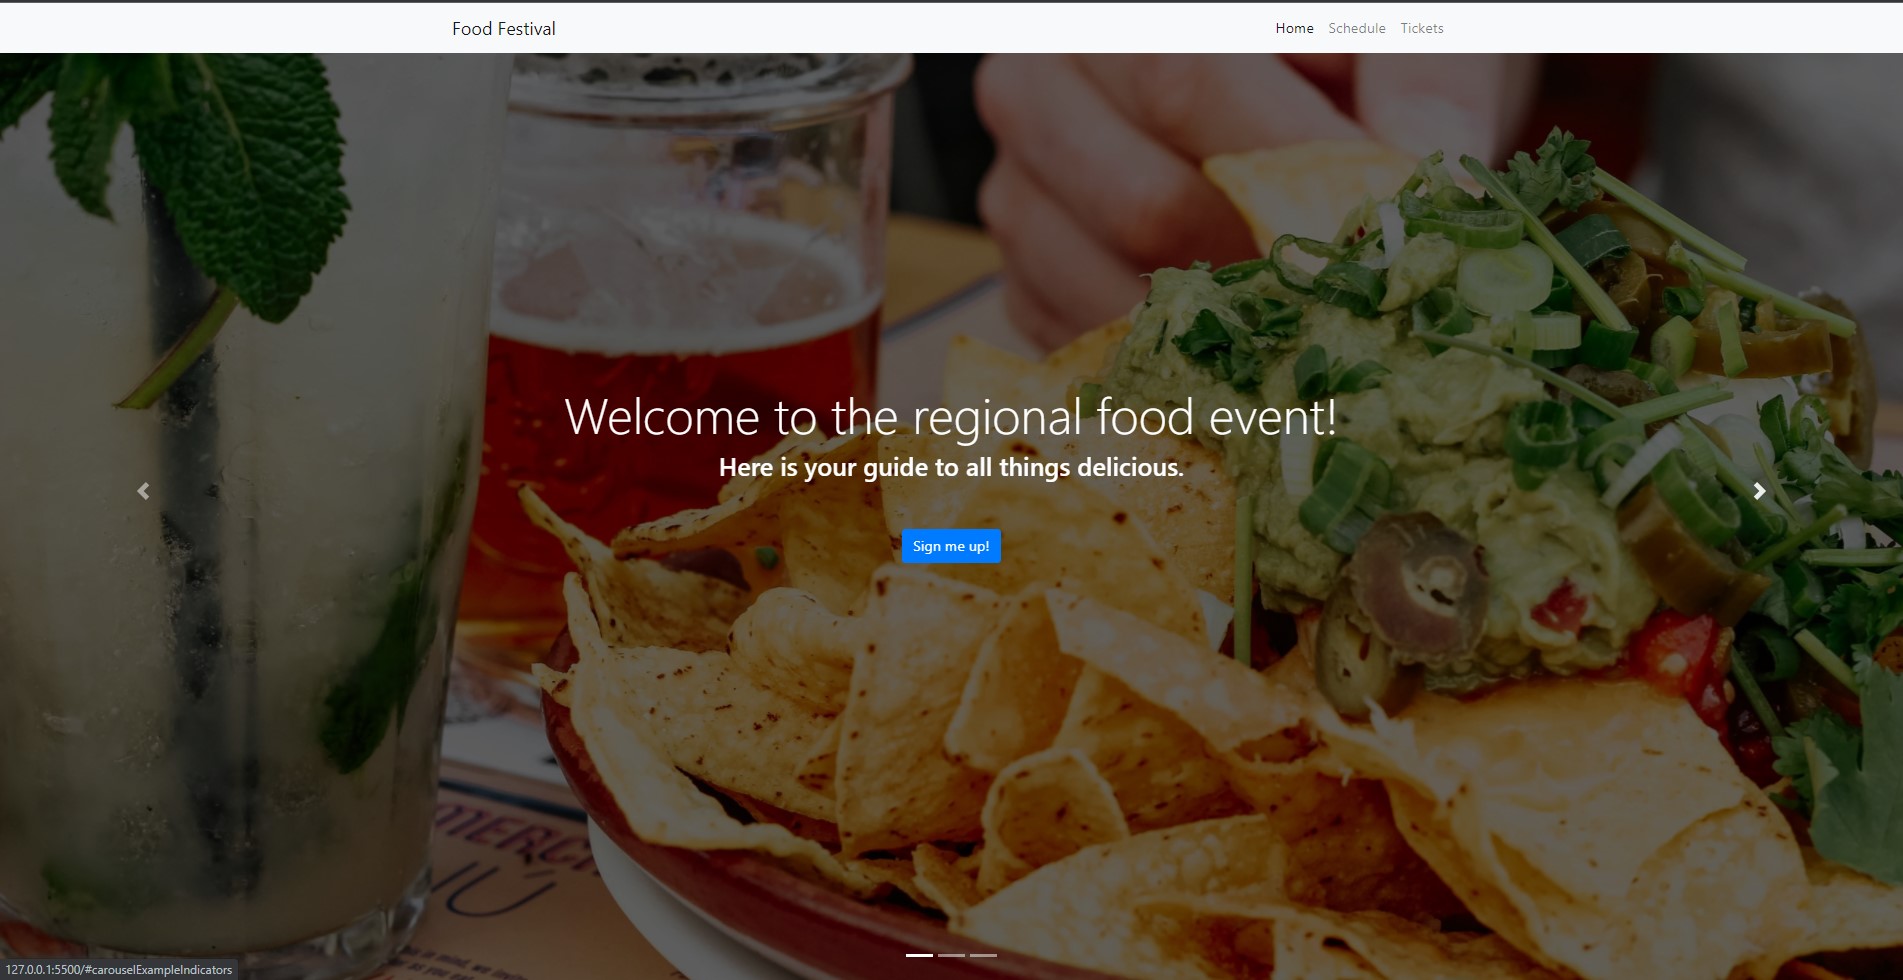 Food Festival
Home Schedule Tickets
Welcome to the regional food event!
Here is your guide to all things delicious.
Sign me up!
127.0.0.1:5500/#carouselExampleIndicators